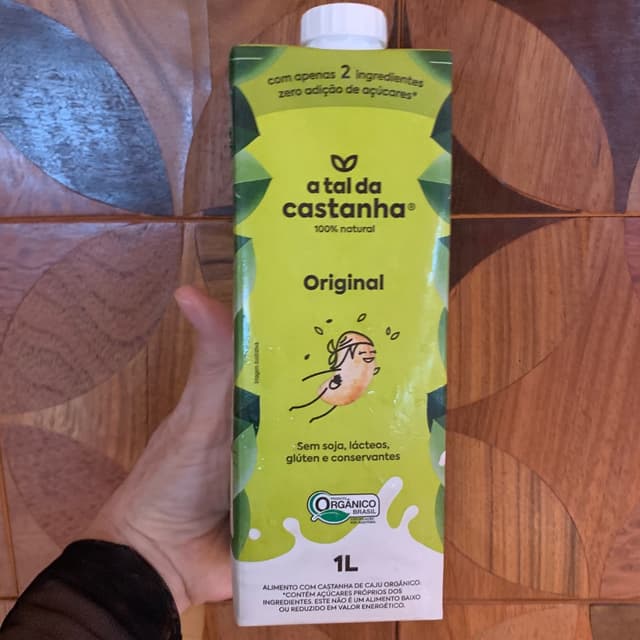 com apenas 2 ingredientes
zero adição de açúcares*
a tal da
castanha®
100% natural
Original
Imagem ilustrativa
Sem soja, lácteos,
glúten e conservantes
PRODUTO
ORGÂNICO
BRASIL
1L
ALIMENTO COM CASTANHA DE CAJU ORGÂNICO.
*CONTÉM AÇÚCARES PRÓPRIOS DOS
INGREDIENTES. ESTE NÃO É UM ALIMENTO BAIXO
OU REDUZIDO EM VALOR ENERGÉTICO.